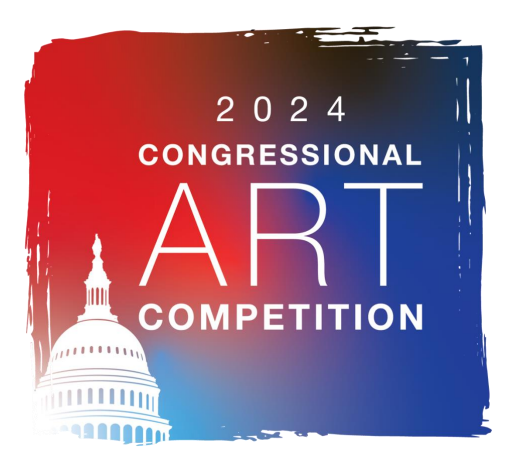 2024
CONGRESSIONAL
ART
COMPETITION